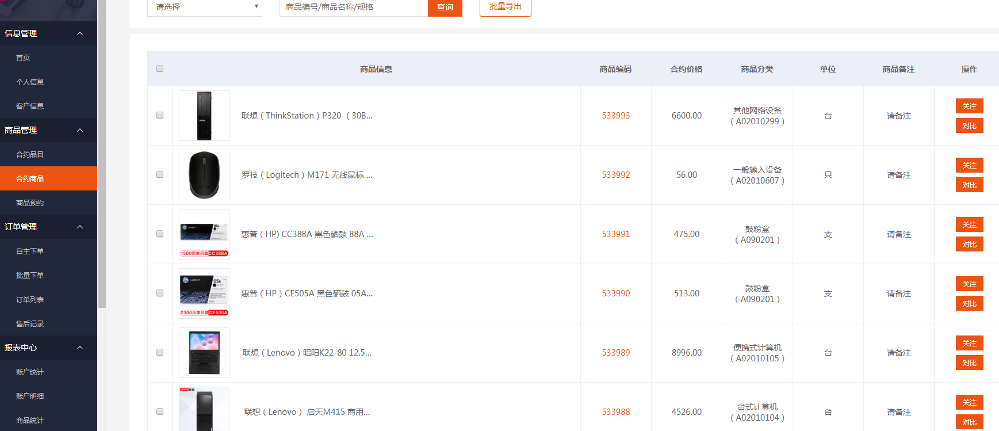 请选择
商品编号/商品名称/规格
查询
批量导出
信息管理
首页
个人信息
客户信息
商品管理
合约品目
合约商品
商品预约
订单管理
自主下单
批量下单
订单列表
售后记录
报表中心
账户统计
账户明细
商品统计
商品信息 商品编码 合约价格 商品分类 单位 商品备注 操作
联想（ThinkStation）P320 （30B... 533993 6600.00 其他网络设备 台 请备注 关注
（A02010299） 对比
罗技（Logitech）M171 无线鼠标 ... 533992 56.00 一般输入设备 只 请备注 关注
（A02010607） 对比
88A
LASERJET
1500页单只装CC388A
惠普（HP) CC388A 黑色硒鼓 88A ... 533991 475.00 鼓粉盒 支 请备注 关注
（A090201） 对比
05A
LASERJET
2300页单只装CE505A
惠普（HP）CE505A 黑色硒鼓 05A... 533990 513.00 鼓粉盒 支 请备注 关注
（A090201） 对比
联想（Lenovo）昭阳K22-80 12.5... 533989 8996.00 便携式计算机 台 请备注 关注
（A02010105） 对比
Lenovo联想
联想（Lenovo） 启天M415 商用... 533988 4526.00 台式计算机 台 请备注 关注
（A02010104） 对比